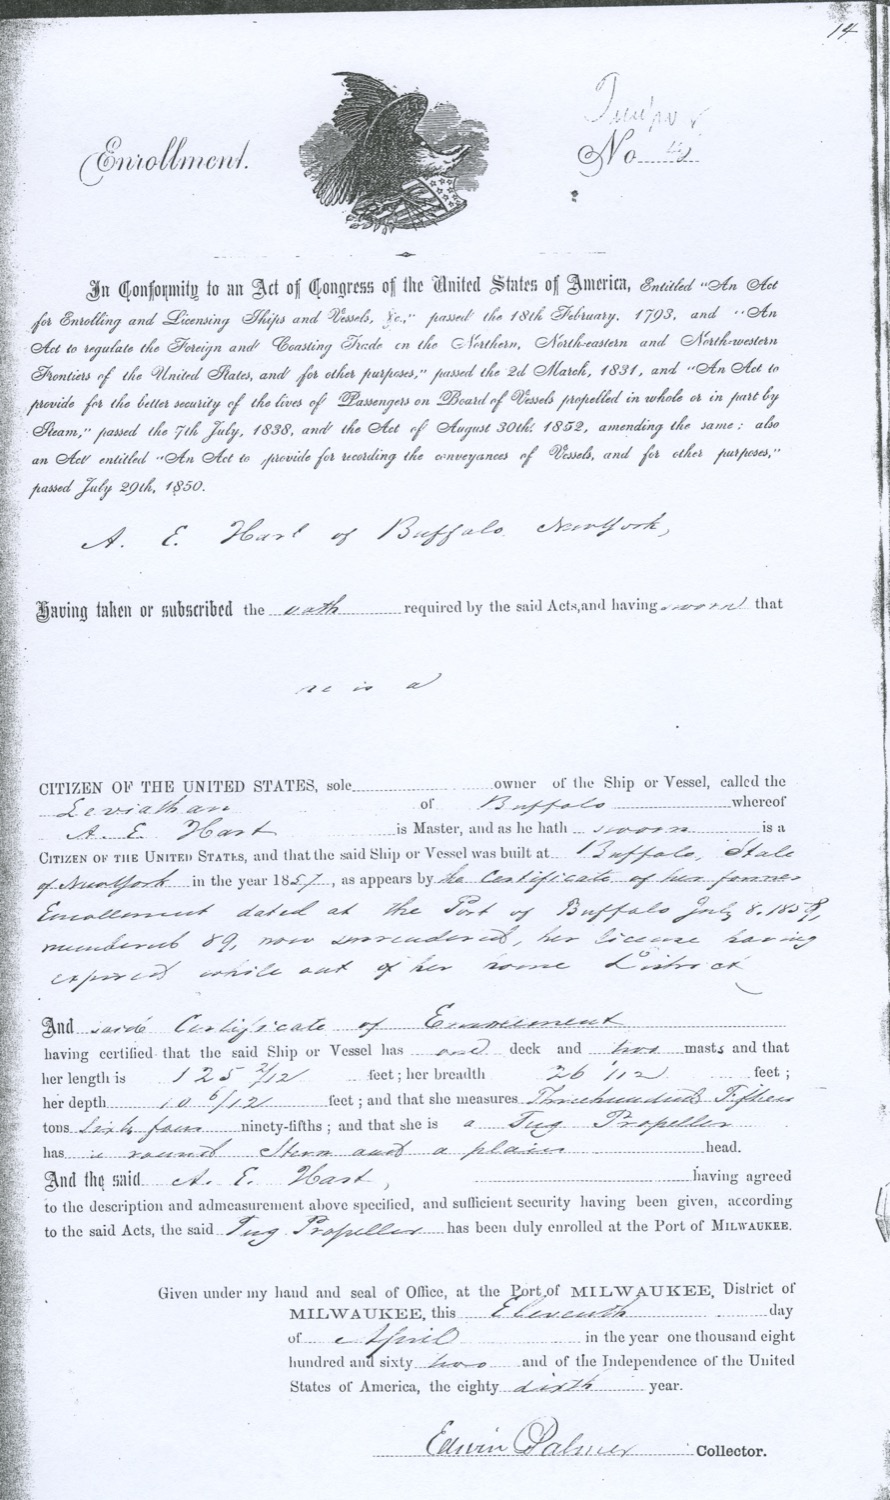 14
Enrollment.
No
In Conformity to an Act of Congress of the United States of America, Entitled "An Act
for Enrolling and Licensing Ships and Vessels, &c.," passed the 18th February, 1793, and "An
Act to regulate the Foreign and Coasting Trade on the Northern, North-eastern and North-western
Frontiers of the United States, and for other purposes," passed the 2d March, 1831, and "An Act to
provide for the better security of the lives of Passengers on Board of Vessels propelled in whole or in part by
Steam," passed the 7th July, 1838, and the Act of August 30th 1852, amending the same; also
an Act entitled "An Act to provide for recording the conveyances of Vessels, and for other purposes,"
passed July 29th, 1850.
A. E. Hart of Buffalo New York,
Having taken or subscribed the oath required by the said Acts, and having sworn that
he is a
CITIZEN OF THE UNITED STATES, sole owner of the Ship or Vessel, called the
Leviathan of Buffalo whereof
A. E. Hart is Master, and as he hath sworn is a
CITIZEN OF THE UNITED STATES, and that the said Ship or Vessel was built at Buffalo, State
of New York in the year 1857, as appears by the Certificate of her former
Enrollment dated at the Port of Buffalo July 8, 1859,
numbered 89, now surrendered, her license having
expired while out of her home District
And said Certificate of Enrollment
having certified that the said Ship or Vessel has one deck and two masts and that
her length is 125 2/12 feet; her breadth 26 /12 feet;
her depth 10 6/12 feet; and that she measures Three hundred Fifteen
tons Sixty four ninety-fifths; and that she is a Tug Propeller
has a round Stern and a plain head.
And the said A. E. Hart, having agreed
to the description and admeasurement above specified, and sufficient security having been given, according
to the said Acts, the said Tug Propeller has been duly enrolled at the Port of MILWAUKEE.
Given under my hand and seal of Office, at the Port of MILWAUKEE, District of
MILWAUKEE, this Eleventh day
of April in the year one thousand eight
hundred and sixty two and of the Independence of the United
States of America, the eighty sixth year.
Edwin Palmer Collector.